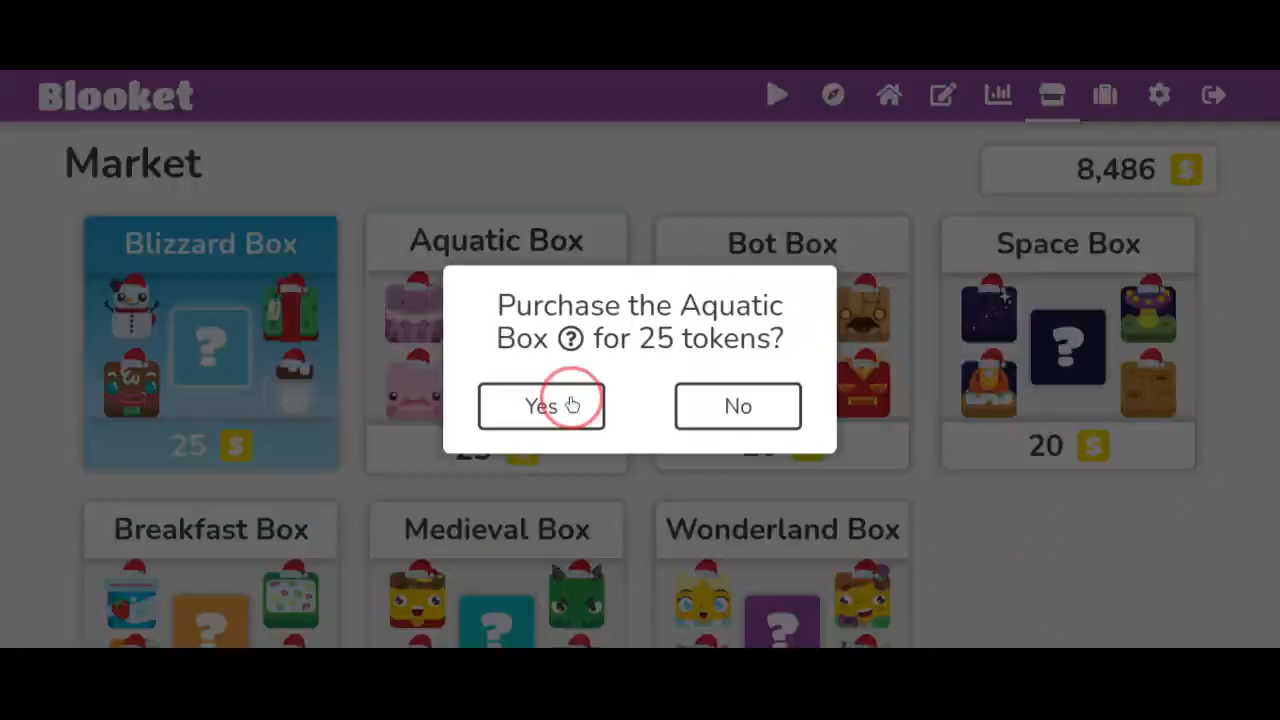 Blooket
Market
8,486
Blizzard Box
Aquatic Box
Bot Box
Space Box
Purchase the Aquatic
Box ? for 25 tokens?
Yes
No
25
20
Breakfast Box
Medieval Box
Wonderland Box